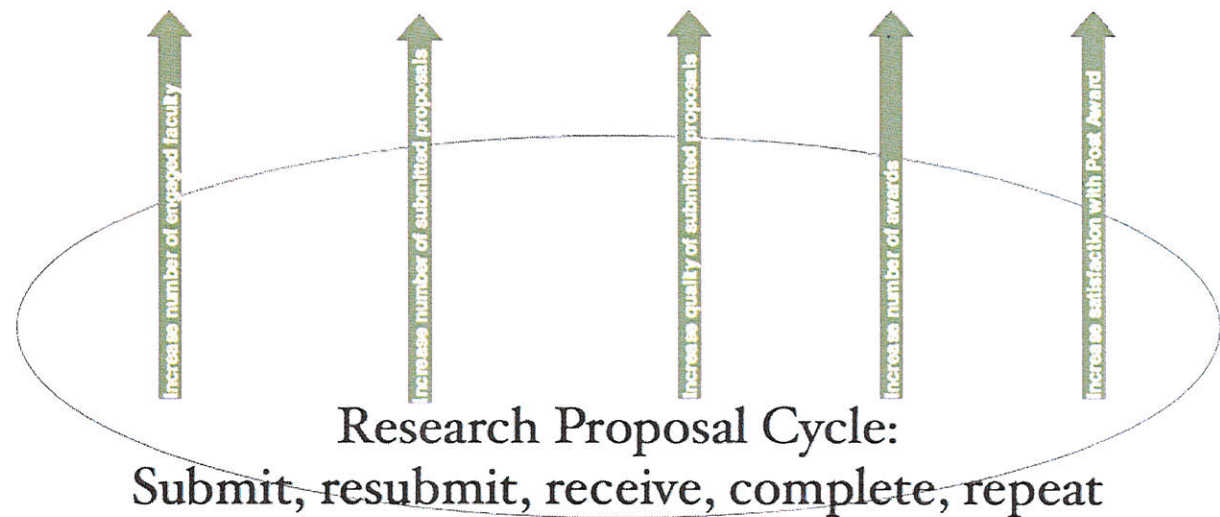 Increase number of engaged faculty
Increase number of submitted proposals
Increase quality of submitted proposals
Increase number of awards
Increase satisfaction with Post Award
Research Proposal Cycle:
Submit, resubmit, receive, complete, repeat